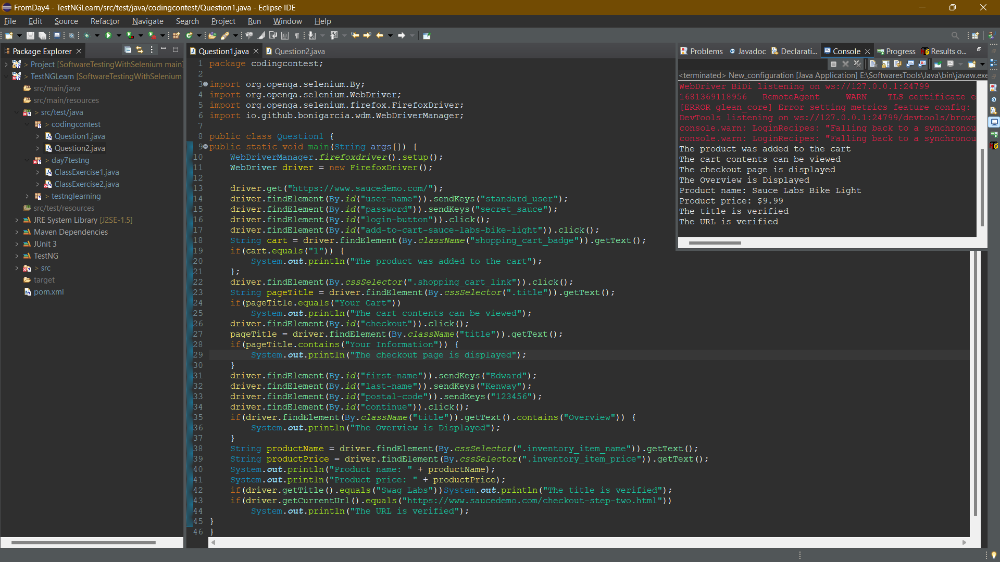 FromDay4 - TestNGLearn/src/test/java/codingcontest/Question1.java - Eclipse IDE
File Edit Source Refactor Navigate Search Project Run Window Help
Package Explorer
> Project [SoftwareTestingWithSelenium main]
> TestNGLearn [SoftwareTestingWithSelenium
src/main/java
src/main/resources
> src/test/java
> codingcontest
Question1.java
Question2.java
> day7testng
ClassExercise1.java
ClassExercise2.java
> testnglearning
src/test/resources
JRE System Library [J2SE-1.5]
Maven Dependencies
JUnit 3
TestNG
> src
target
pom.xml
Question1.java Question2.java
1 package codingcontest;
2
3 import org.openqa.selenium.By;
4 import org.openqa.selenium.WebDriver;
5 import org.openqa.selenium.firefox.FirefoxDriver;
6 import io.github.bonigarcia.wdm.WebDriverManager;
7
8 public class Question1 {
9 public static void main(String args[]) {
10 WebDriverManager.firefoxdriver().setup();
11 WebDriver driver = new FirefoxDriver();
12
13 driver.get("https://www.saucedemo.com/");
14 driver.findElement(By.id("user-name")).sendKeys("standard_user");
15 driver.findElement(By.id("password")).sendKeys("secret_sauce");
16 driver.findElement(By.id("login-button")).click();
17 driver.findElement(By.id("add-to-cart-sauce-labs-bike-light")).click();
18 String cart = driver.findElement(By.className("shopping_cart_badge")).getText();
19 if(cart.equals("1")) {
20 System.out.println("The product was added to the cart");
21 };
22 driver.findElement(By.cssSelector(".shopping_cart_link")).click();
23 String pageTitle = driver.findElement(By.cssSelector(".title")).getText();
24 if(pageTitle.equals("Your Cart"))
25 System.out.println("The cart contents can be viewed");
26 driver.findElement(By.id("checkout")).click();
27 pageTitle = driver.findElement(By.className("title")).getText();
28 if(pageTitle.contains("Your Information")) {
29 System.out.println("The checkout page is displayed");
30 }
31 driver.findElement(By.id("first-name")).sendKeys("Edward");
32 driver.findElement(By.id("last-name")).sendKeys("Kenway");
33 driver.findElement(By.id("postal-code")).sendKeys("123456");
34 driver.findElement(By.id("continue")).click();
35 if(driver.findElement(By.className("title")).getText().contains("Overview")) {
36 System.out.println("The Overview is Displayed");
37 }
38 String productName = driver.findElement(By.cssSelector(".inventory_item_name")).getText();
39 String productPrice = driver.findElement(By.cssSelector(".inventory_item_price")).getText();
40 System.out.println("Product name: " + productName);
41 System.out.println("Product price: " + productPrice);
42 if(driver.getTitle().equals("Swag Labs"))System.out.println("The title is verified");
43 if(driver.getCurrentUrl().equals("https://www.saucedemo.com/checkout-step-two.html"))
44 System.out.println("The URL is verified");
45 }
46 }
Problems Javadoc Declarati... Console Progress Results o...
<terminated> New_configuration [Java Application] E:\SoftwaresTools\Java\bin\javaw.exe
WebDriver BiDi listening on ws://127.0.0.1:24799
1681369118956 RemoteAgent WARN TLS certificate e
[ERROR glean_core] Error setting metrics feature config:
DevTools listening on ws://127.0.0.1:24799/devtools/brows
console.warn: LoginRecipes: "Falling back to a synchronou
console.warn: LoginRecipes: "Falling back to a synchronou
The product was added to the cart
The cart contents can be viewed
The checkout page is displayed
The Overview is Displayed
Product name: Sauce Labs Bike Light
Product price: $9.99
The title is verified
The URL is verified